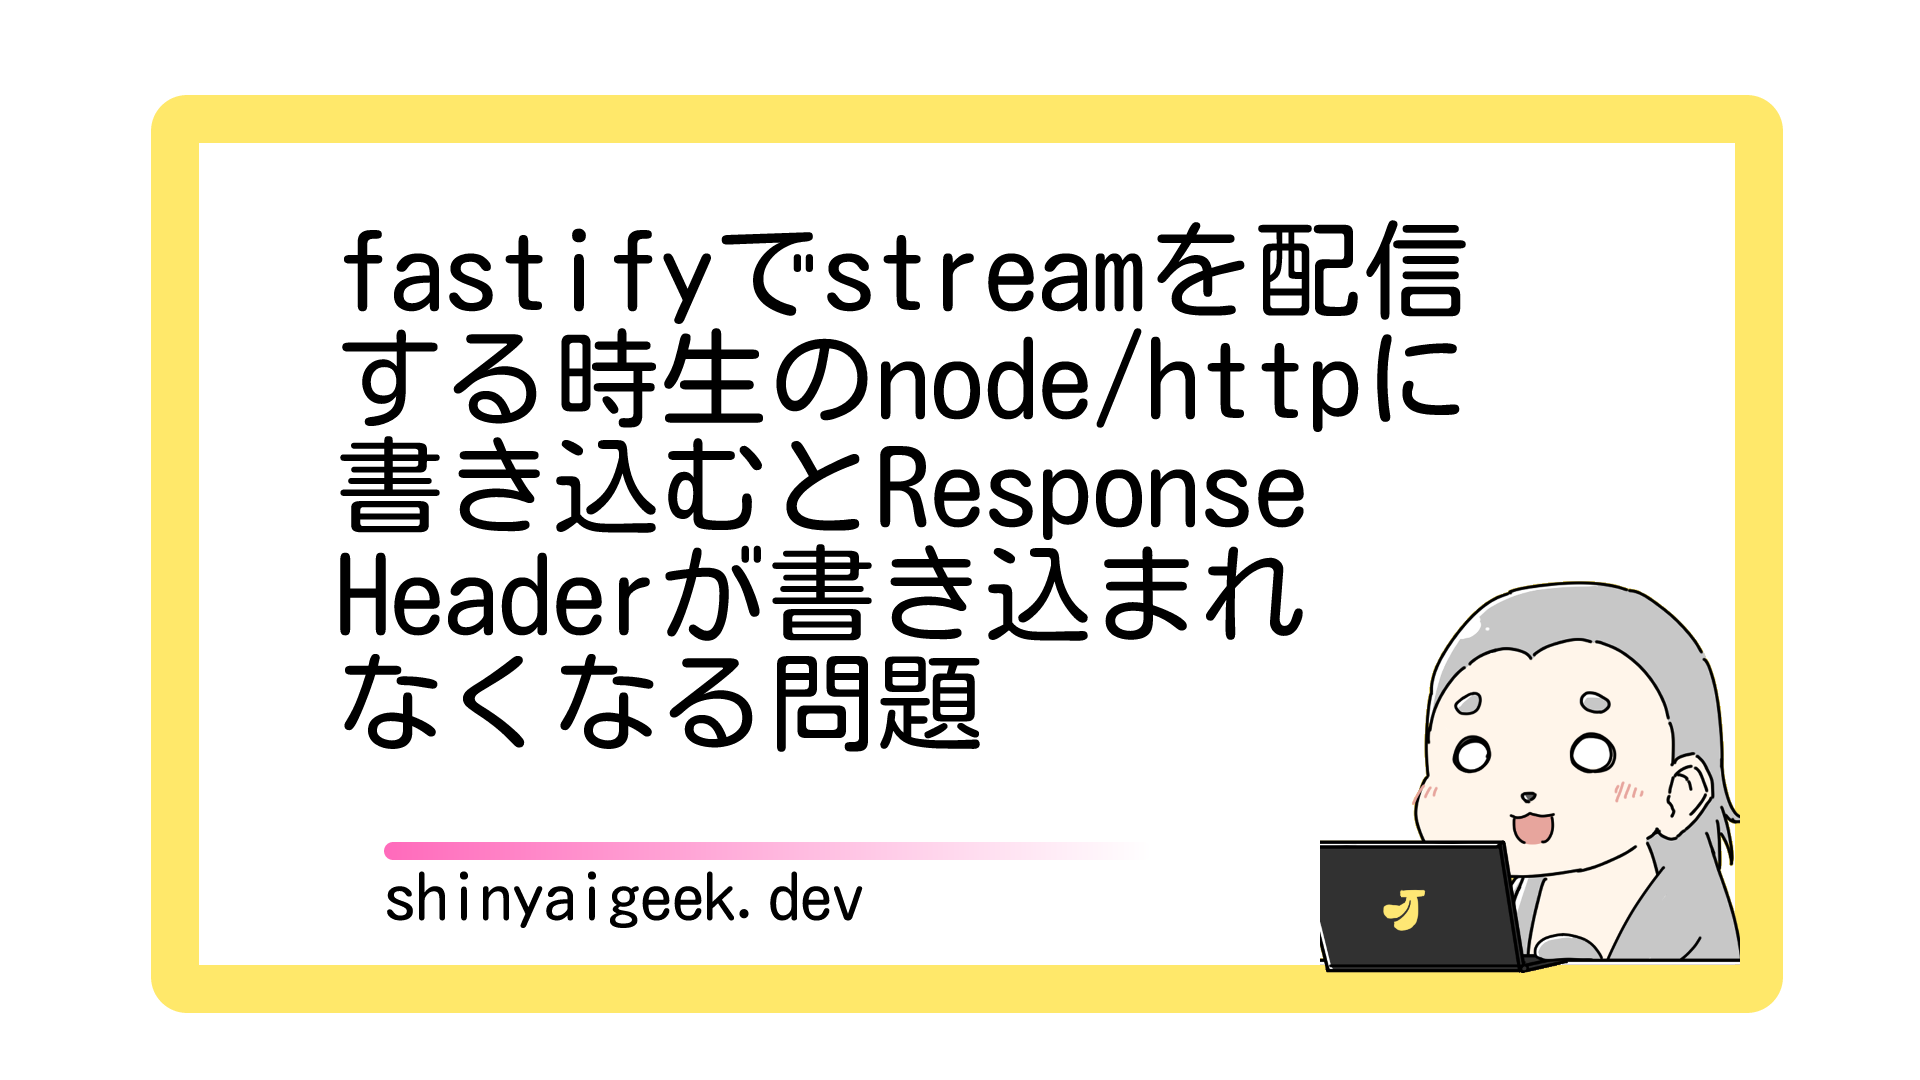 fastifyでstreamを配信
する時生のnode/httpに
書き込むとResponse
Headerが書き込まれ
なくなる問題
shinyaigeek.dev